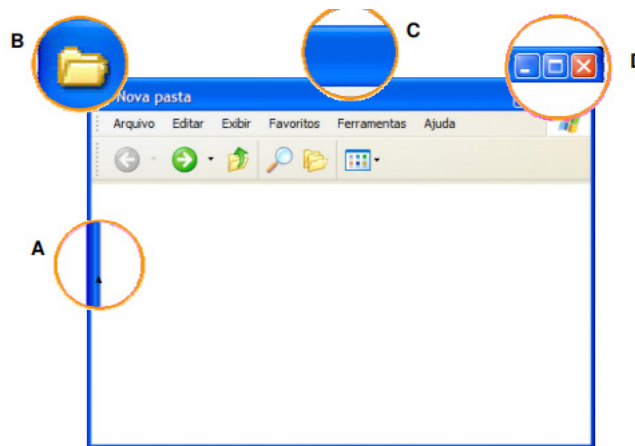 B
C
D
Nova pasta
Arquivo Editar Exibir Favoritos Ferramentas Ajuda
A